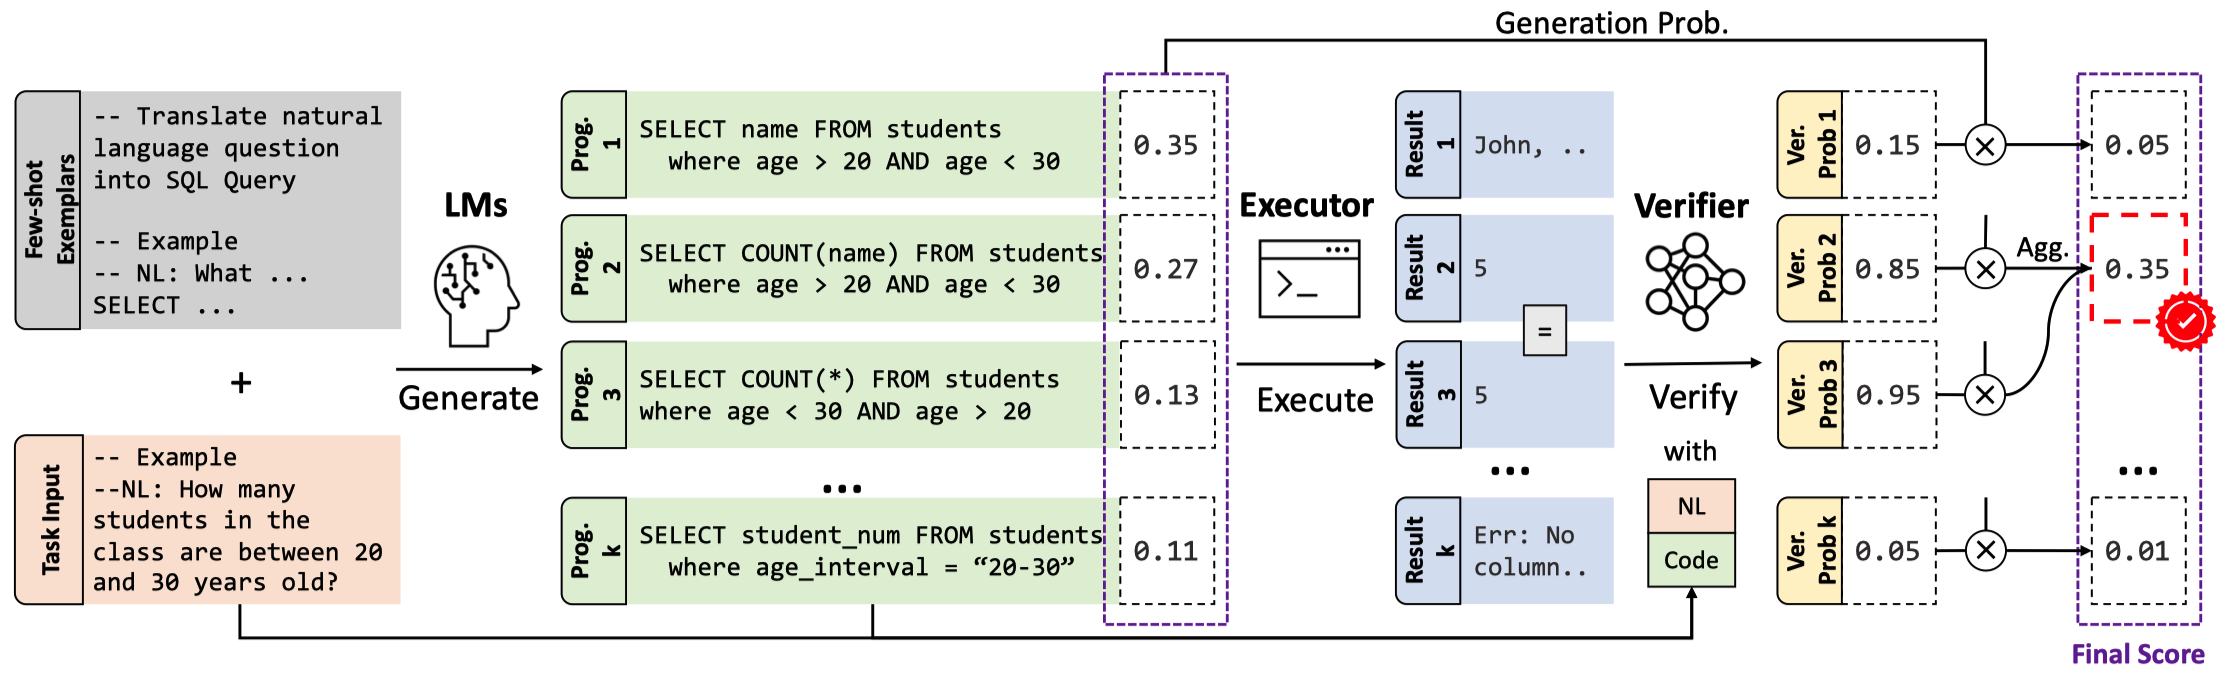 Generation Prob.
Few-shot
Exemplars
-- Translate natural
language question
into SQL Query
-- Example
-- NL: What ...
SELECT ...
+
Task Input
-- Example
--NL: How many
students in the
class are between 20
and 30 years old?
LMs
Generate
Prog.
1
SELECT name FROM students
where age > 20 AND age < 30
0.35
Prog.
2
SELECT COUNT(name) FROM students
where age > 20 AND age < 30
0.27
Prog.
3
SELECT COUNT(*) FROM students
where age < 30 AND age > 20
0.13
...
Prog.
k
SELECT student_num FROM students
where age_interval = “20-30”
0.11
Executor
>_
Execute
Result
1
John, ..
Result
2
5
=
Result
3
5
...
Result
k
Err: No
column..
Verifier
Verify
with
NL
Code
Ver.
Prob 1
0.15
Ver.
Prob 2
0.85
Ver.
Prob 3
0.95
Ver.
Prob k
0.05
Agg.
0.05
0.35
...
0.01
Final Score